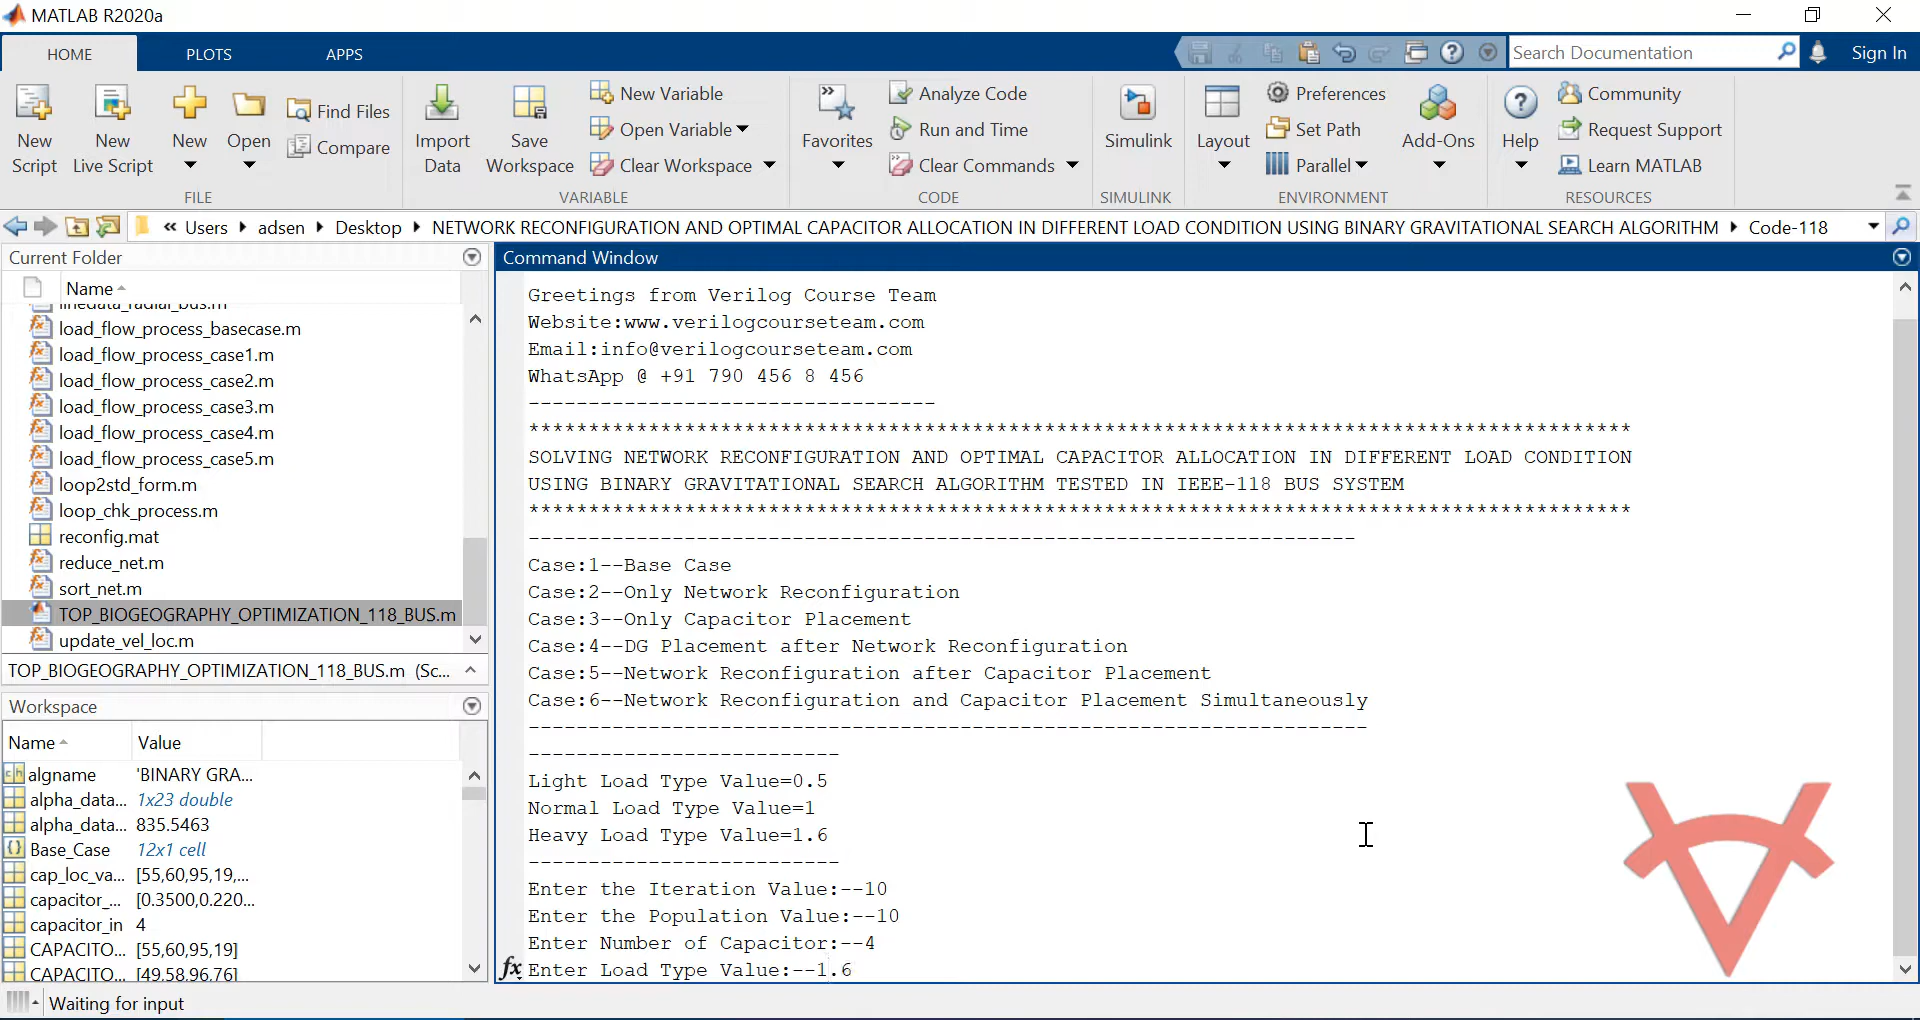 MATLAB R2020a
HOME PLOTS APPS
Search Documentation
Sign In
New Script
New Live Script
New
Open
Find Files
Compare
FILE
Import Data
Save Workspace
New Variable
Open Variable
Clear Workspace
VARIABLE
Favorites
Analyze Code
Run and Time
Clear Commands
CODE
Simulink
SIMULINK
Layout
Preferences
Set Path
Parallel
Add-Ons
ENVIRONMENT
Help
Community
Request Support
Learn MATLAB
RESOURCES
« Users ▸ adsen ▸ Desktop ▸ NETWORK RECONFIGURATION AND OPTIMAL CAPACITOR ALLOCATION IN DIFFERENT LOAD CONDITION USING BINARY GRAVITATIONAL SEARCH ALGORITHM ▸ Code-118
Current Folder
Name
linedata_radial_bus.m
load_flow_process_basecase.m
load_flow_process_case1.m
load_flow_process_case2.m
load_flow_process_case3.m
load_flow_process_case4.m
load_flow_process_case5.m
loop2std_form.m
loop_chk_process.m
reconfig.mat
reduce_net.m
sort_net.m
TOP_BIOGEOGRAPHY_OPTIMIZATION_118_BUS.m
update_vel_loc.m
TOP_BIOGEOGRAPHY_OPTIMIZATION_118_BUS.m (Sc...
Workspace
Name Value
algname 'BINARY GRA...
alpha_data... 1x23 double
alpha_data... 835.5463
Base_Case 12x1 cell
cap_loc_va... [55,60,95,19,...
capacitor_... [0.3500,0.220...
capacitor_in 4
CAPACITO... [55,60,95,19]
CAPACITO... [49,58,96,76]
Command Window
Greetings from Verilog Course Team
Website:www.verilogcourseteam.com
Email:info@verilogcourseteam.com
WhatsApp @ +91 790 456 8 456
----------------------------------
********************************************************************************************
SOLVING NETWORK RECONFIGURATION AND OPTIMAL CAPACITOR ALLOCATION IN DIFFERENT LOAD CONDITION
USING BINARY GRAVITATIONAL SEARCH ALGORITHM TESTED IN IEEE-118 BUS SYSTEM
********************************************************************************************
---------------------------------------------------------------------
Case:1--Base Case
Case:2--Only Network Reconfiguration
Case:3--Only Capacitor Placement
Case:4--DG Placement after Network Reconfiguration
Case:5--Network Reconfiguration after Capacitor Placement
Case:6--Network Reconfiguration and Capacitor Placement Simultaneously
----------------------------------------------------------------------
--------------------------
Light Load Type Value=0.5
Normal Load Type Value=1
Heavy Load Type Value=1.6
--------------------------
Enter the Iteration Value:--10
Enter the Population Value:--10
Enter Number of Capacitor:--4
fx Enter Load Type Value:--1.6
Waiting for input